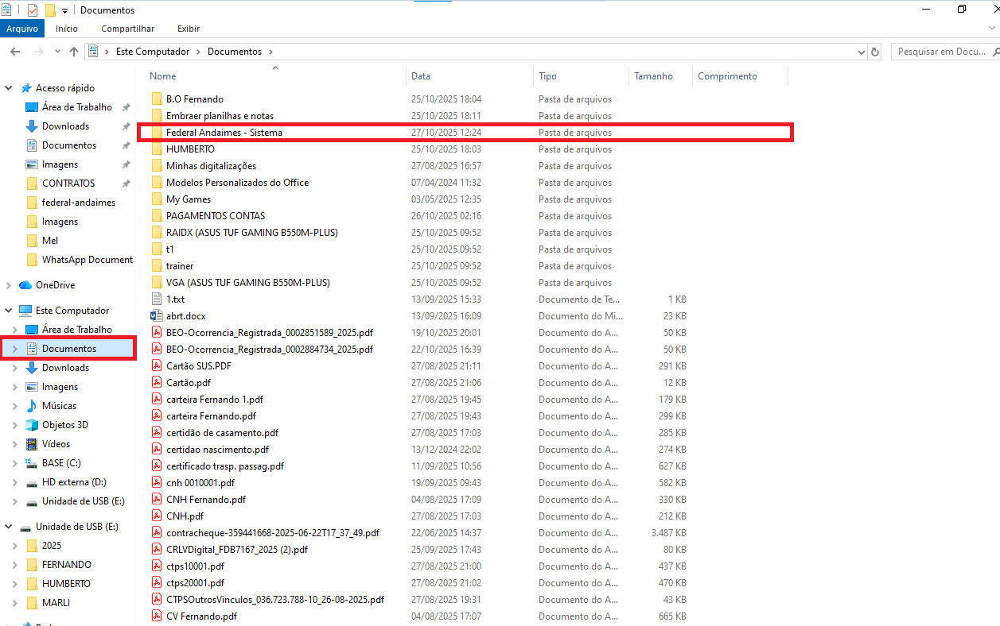 Documentos
Arquivo Início Compartilhar Exibir
Este Computador Documentos Pesquisar em Docu...
Nome Data Tipo Tamanho Comprimento
Acesso rápido
Área de Trabalho
Downloads
Documentos
Imagens
CONTRATOS
federal-andaimes
Imagens
Mel
WhatsApp Document
OneDrive
Este Computador
Área de Trabalho
Documentos
Downloads
Imagens
Músicas
Objetos 3D
Vídeos
BASE (C:)
HD externa (D:)
Unidade de USB (E:)
Unidade de USB (E:)
2025
FERNANDO
HUMBERTO
MARLI
B.O Fernando 25/10/2025 18:04 Pasta de arquivos
Embraer planilhas e notas 25/10/2025 18:11 Pasta de arquivos
Federal Andaimes - Sistema 27/10/2025 12:24 Pasta de arquivos
HUMBERTO 25/10/2025 18:03 Pasta de arquivos
Minhas digitalizações 27/08/2025 16:57 Pasta de arquivos
Modelos Personalizados do Office 07/04/2024 11:32 Pasta de arquivos
My Games 03/05/2025 12:35 Pasta de arquivos
PAGAMENTOS CONTAS 26/10/2025 02:16 Pasta de arquivos
RAIDX (ASUS TUF GAMING B550M-PLUS) 25/10/2025 09:52 Pasta de arquivos
t1 25/10/2025 09:52 Pasta de arquivos
trainer 25/10/2025 09:52 Pasta de arquivos
VGA (ASUS TUF GAMING B550M-PLUS) 25/10/2025 09:52 Pasta de arquivos
1.txt 13/09/2025 15:33 Documento de Te... 1 KB
abrt.docx 13/09/2025 16:09 Documento do Mi... 23 KB
BEO-Ocorrencia_Registrada_0002851589_2025.pdf 19/10/2025 20:01 Documento do A... 50 KB
BEO-Ocorrencia_Registrada_0002884734_2025.pdf 22/10/2025 16:39 Documento do A... 50 KB
Cartão SUS.PDF 27/08/2025 21:11 Documento do A... 291 KB
Cartão.pdf 27/08/2025 21:06 Documento do A... 12 KB
carteira Fernando 1.pdf 27/08/2025 19:45 Documento do A... 179 KB
carteira Fernando.pdf 27/08/2025 19:43 Documento do A... 299 KB
certidão de casamento.pdf 27/08/2025 17:03 Documento do A... 285 KB
certidao nascimento.pdf 13/12/2024 22:02 Documento do A... 274 KB
certificado trasp. passag.pdf 11/09/2025 10:56 Documento do A... 627 KB
cnh 0010001.pdf 19/09/2025 09:43 Documento do A... 582 KB
CNH Fernando.pdf 04/08/2025 17:09 Documento do A... 330 KB
CNH.pdf 27/08/2025 17:03 Documento do A... 212 KB
contracheque-359441668-2025-06-22T17_37_49.pdf 22/06/2025 14:37 Documento do A... 3.487 KB
CRLVDigital_FDB7167_2025 (2).pdf 25/09/2025 17:43 Documento do A... 80 KB
ctps10001.pdf 27/08/2025 21:00 Documento do A... 437 KB
ctps20001.pdf 27/08/2025 21:02 Documento do A... 470 KB
CTPSOutrosVinculos_036.723.788-10_26-08-2025.pdf 27/08/2025 19:31 Documento do A... 43 KB
CV Fernando.pdf 04/08/2025 17:07 Documento do A... 665 KB